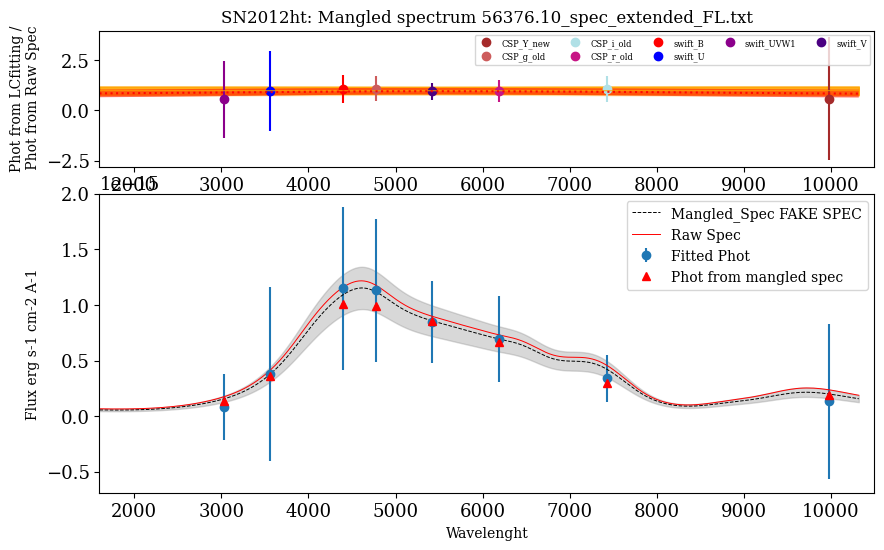 SN2012ht: Mangled spectrum 56376.10_spec_extended_FL.txt
Phot from LCfitting /
Phot from Raw Spec
2.5
0.0
−2.5
CSP_Y_new CSP_i_old swift_B swift_UVW1 swift_V
CSP_g_old CSP_r_old swift_U
2000 3000 4000 5000 6000 7000 8000 9000 10000
1e−15
Flux erg s-1 cm-2 A-1
2.0
1.5
1.0
0.5
0.0
−0.5
Mangled_Spec FAKE SPEC
Raw Spec
Fitted Phot
Phot from mangled spec
2000 3000 4000 5000 6000 7000 8000 9000 10000
Wavelenght